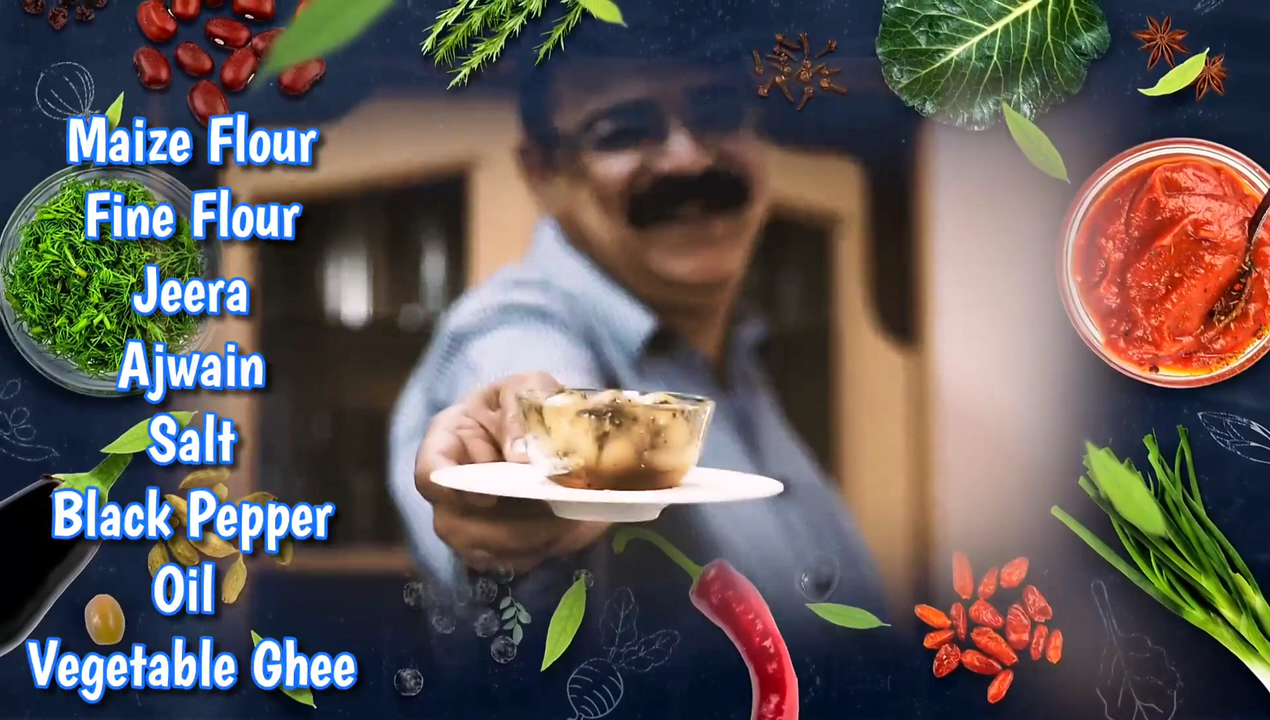 Maize Flour
Fine Flour
Jeera
Ajwain
Salt
Black Pepper
Oil
Vegetable Ghee